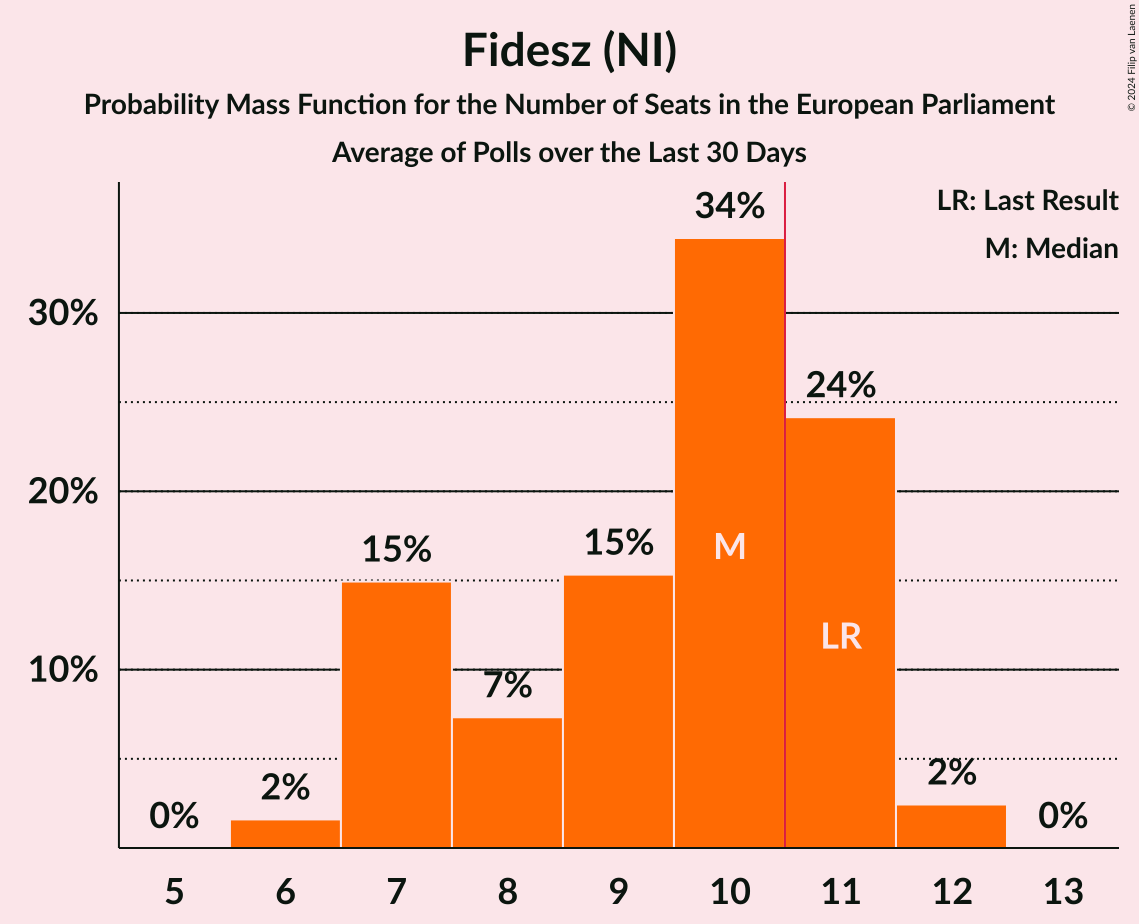 Fidesz (NI)
Probability Mass Function for the Number of Seats in the European Parliament
Average of Polls over the Last 30 Days
© 2024 Filip van Laenen
LR: Last Result
M: Median
34%
30%
24%
20%
15%
15%
M
LR
10%
7%
2%
2%
0%
0%
5 6 7 8 9 10 11 12 13